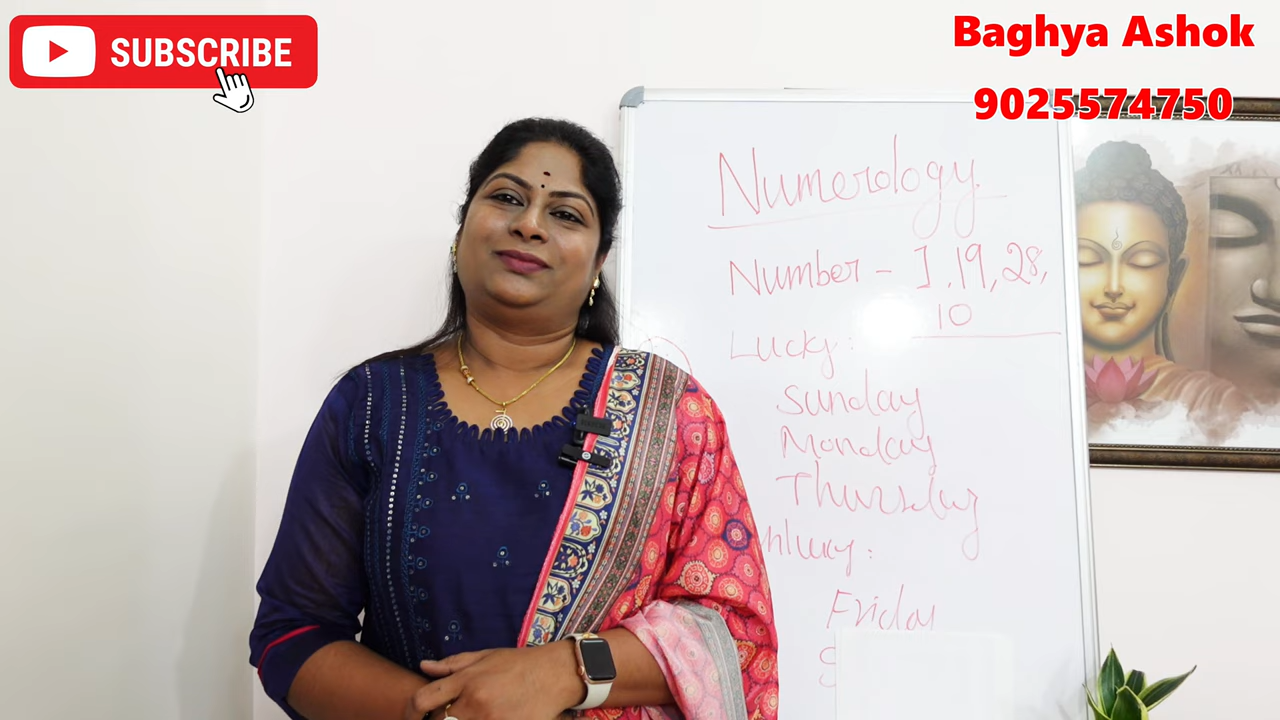 SUBSCRIBE
Baghya Ashok
9025574750
Numerology
Number - 1, 19, 28,
10
Lucky:
Sunday
Monday
Thursday
Friday